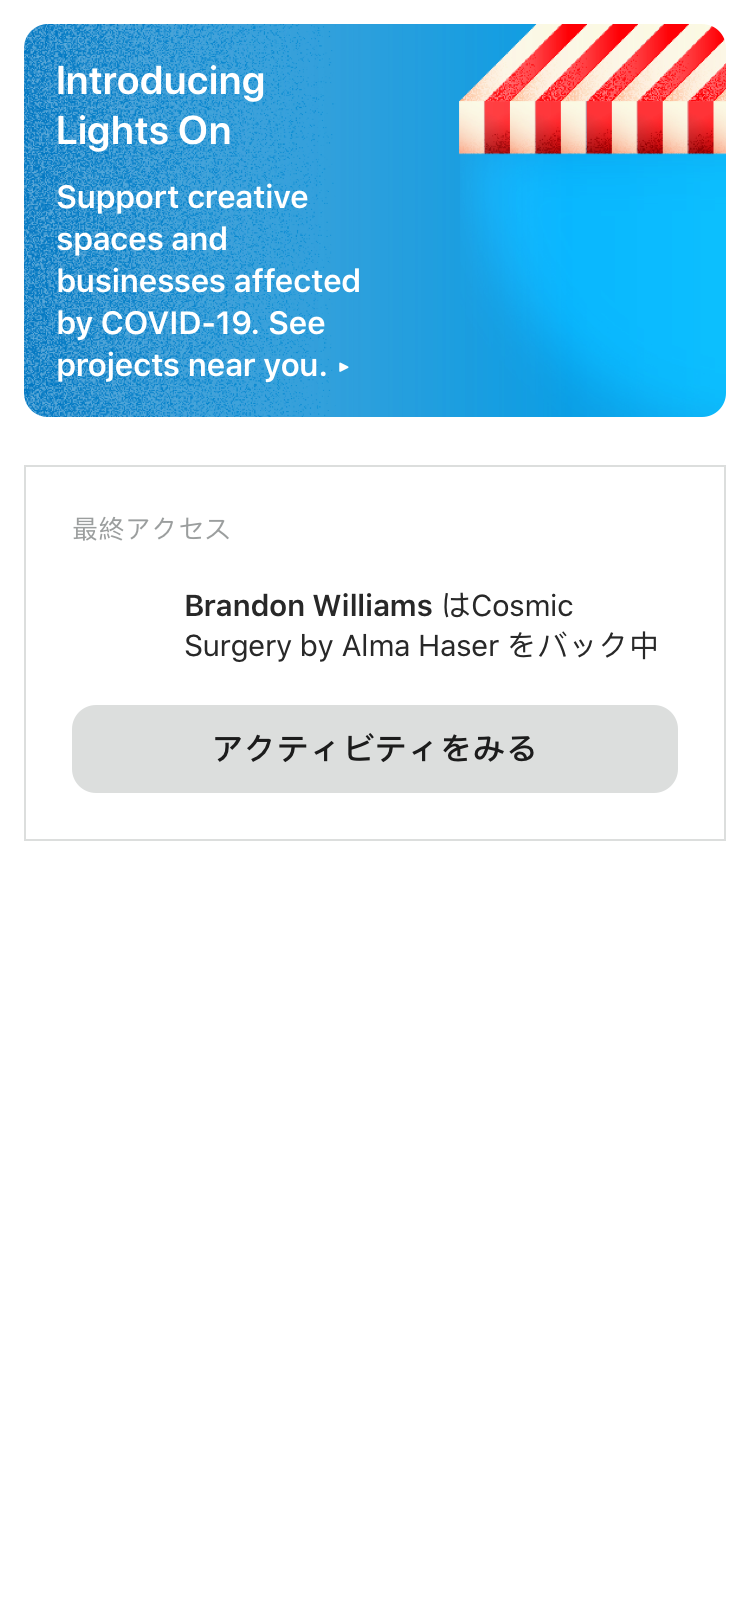 Introducing
Lights On
Support creative
spaces and
businesses affected
by COVID-19. See
projects near you. ▸
最終アクセス
Brandon Williams はCosmic
Surgery by Alma Haser をバック中
アクティビティをみる